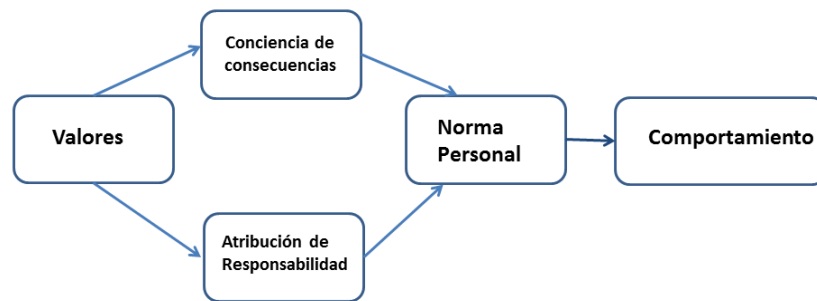 Conciencia de
consecuencias
Valores
Norma
Personal
Comportamiento
Atribución de
Responsabilidad